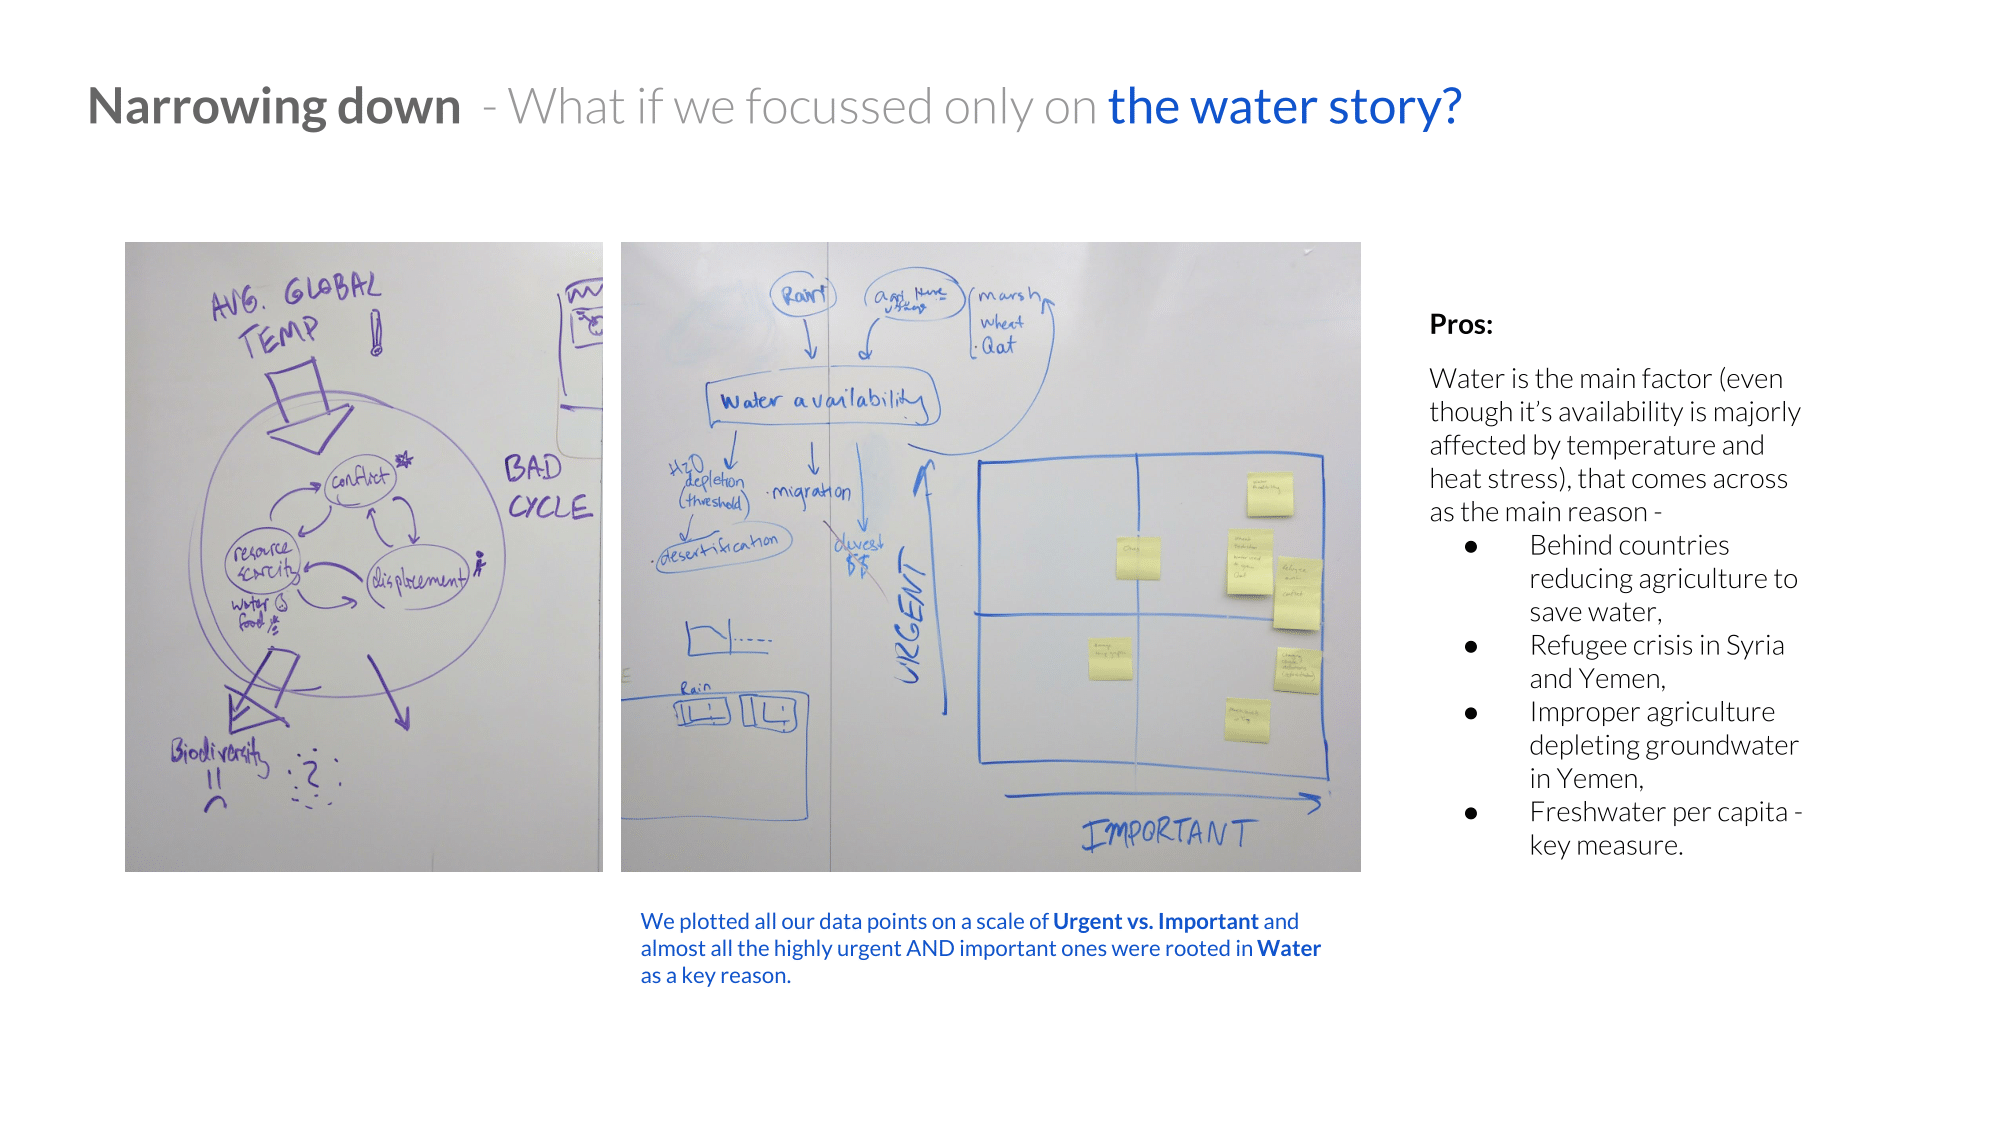 Narrowing down - What if we focussed only on the water story?
AVG. GLOBAL
TEMP
conflict
BAD
CYCLE
resource
scarcity
displacement
water
food
Biodiversity
?
Rain
marsh
wheat
Qat
Water availability
H2O
depletion
(threshold)
migration
desertification
divest
$$
URGENT
Rain
IMPORTANT
We plotted all our data points on a scale of Urgent vs. Important and
almost all the highly urgent AND important ones were rooted in Water
as a key reason.
Pros:
Water is the main factor (even
though it’s availability is majorly
affected by temperature and
heat stress), that comes across
as the main reason -
● Behind countries
reducing agriculture to
save water,
● Refugee crisis in Syria
and Yemen,
● Improper agriculture
depleting groundwater
in Yemen,
● Freshwater per capita -
key measure.